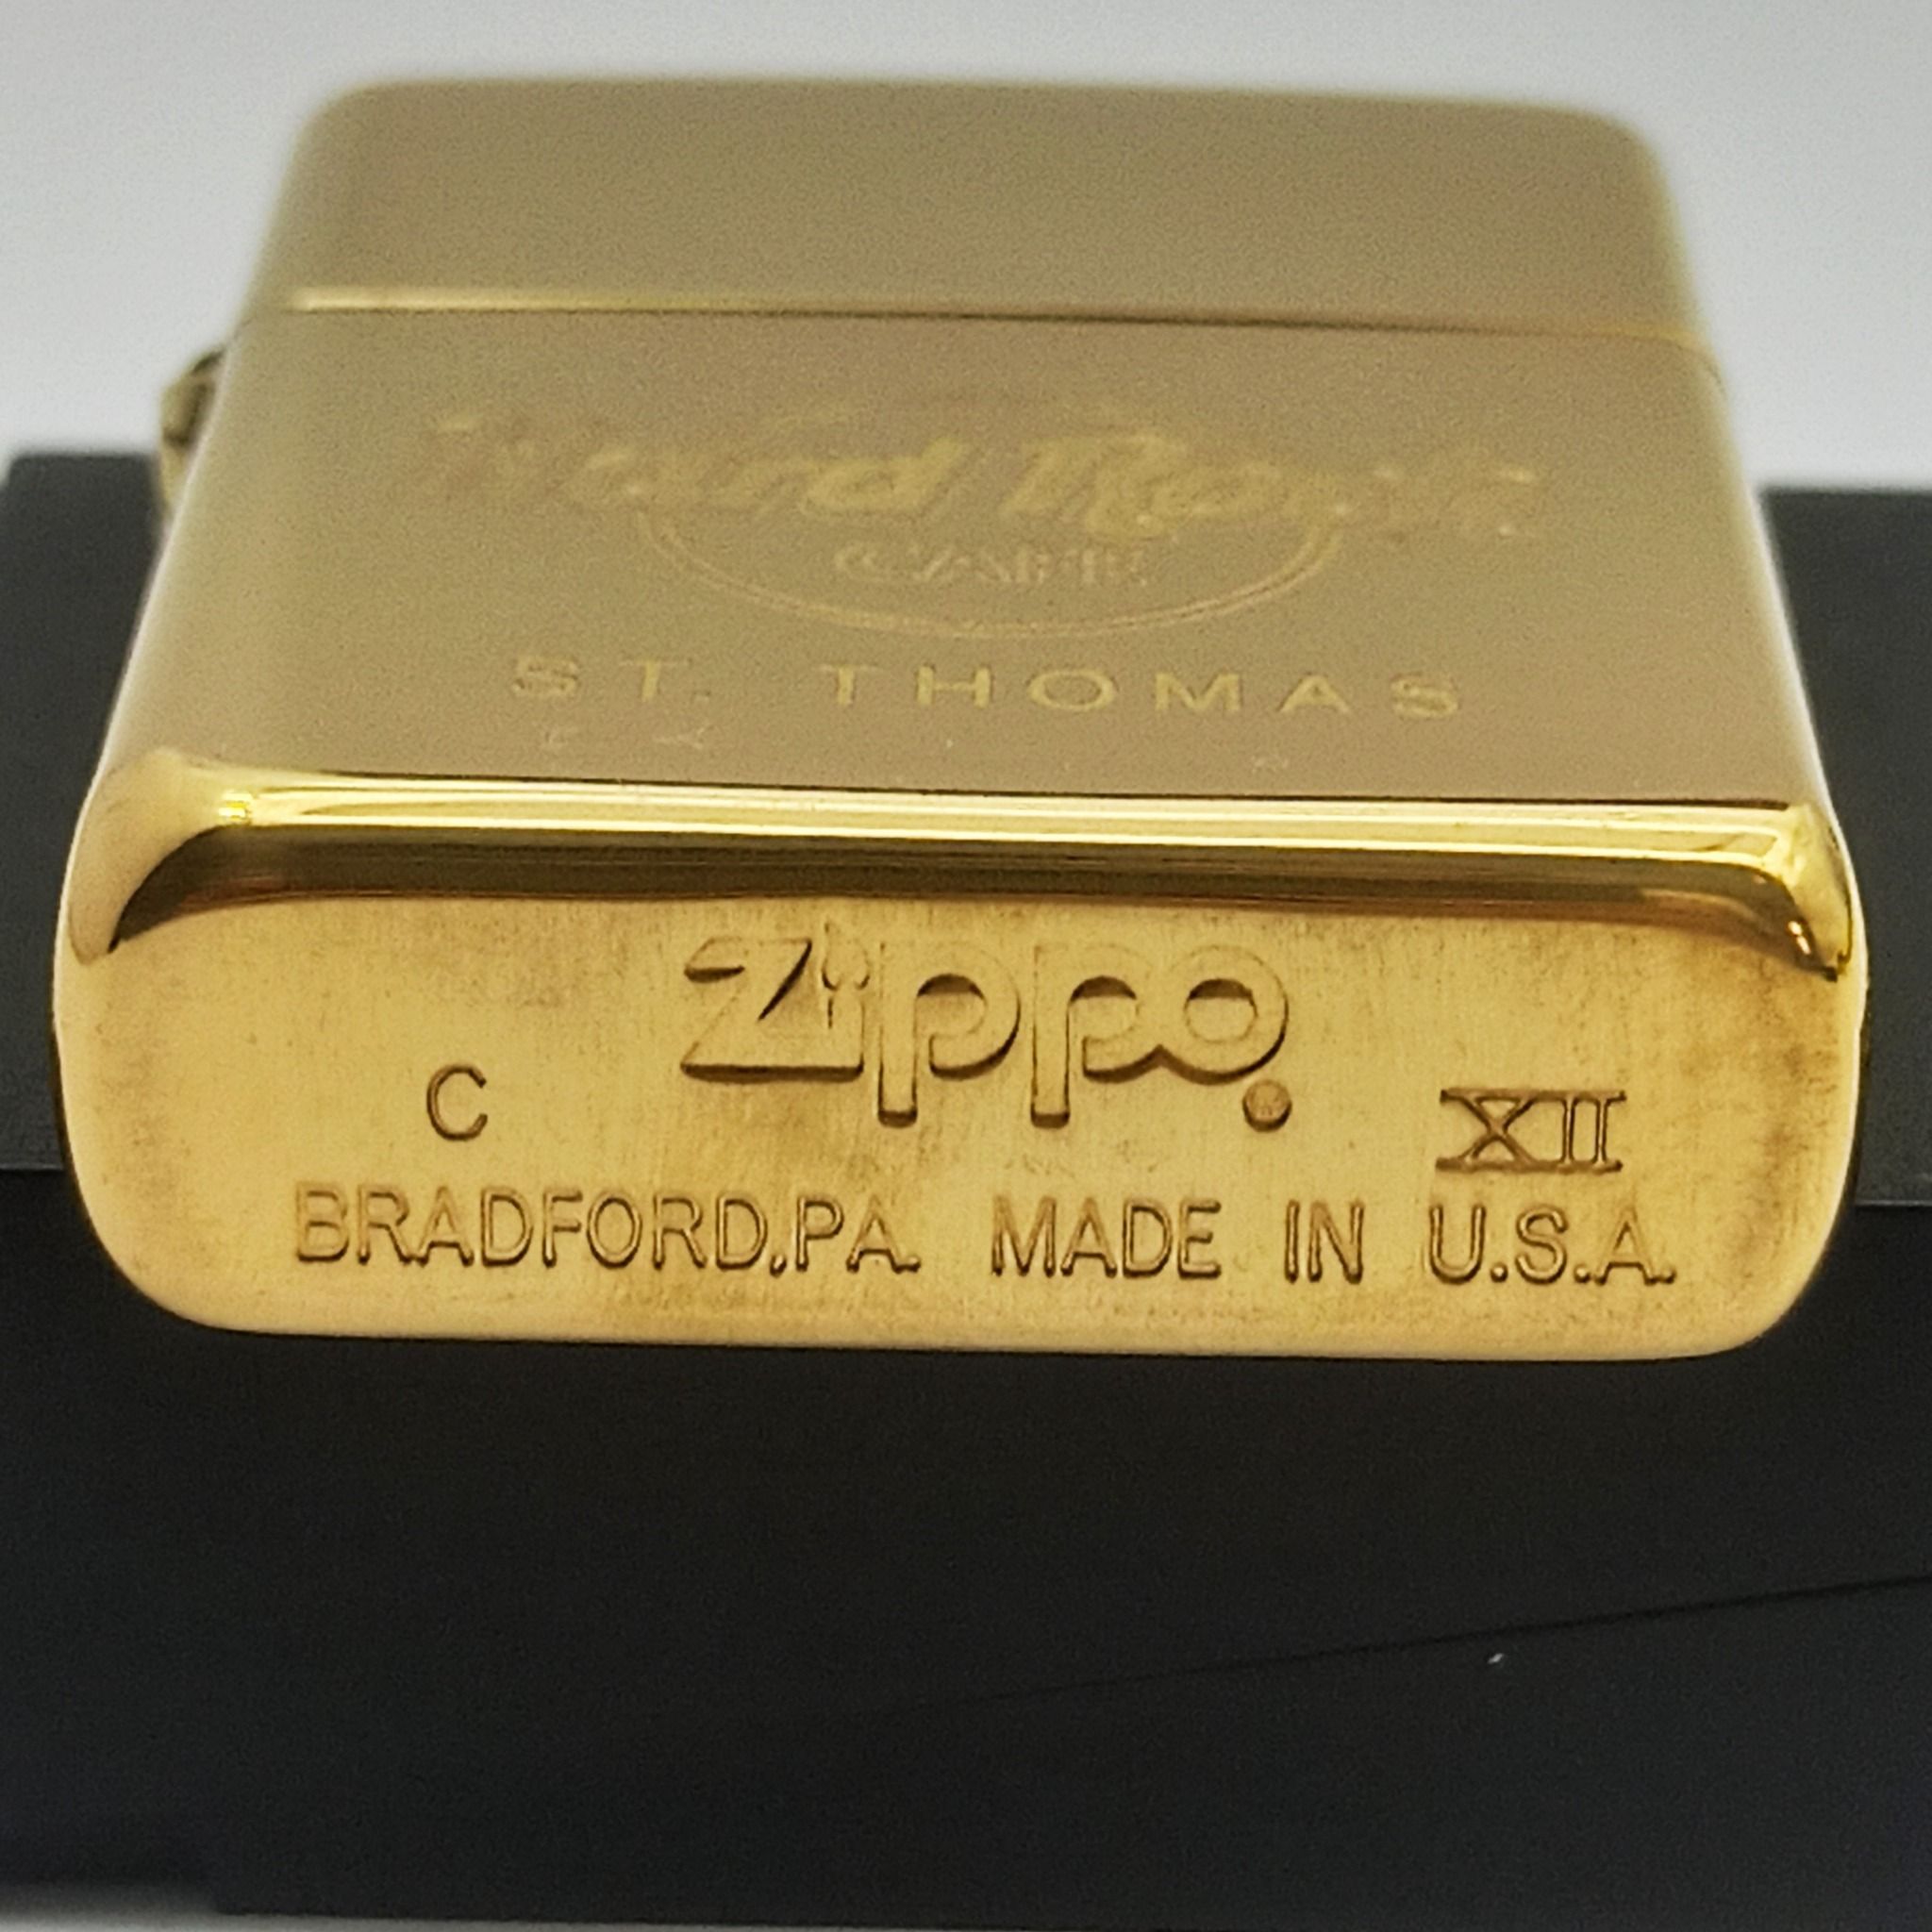 Hard Rock
CAFE
ST. THOMAS
Zippo
C XII
BRADFORD,PA. MADE IN U.S.A.